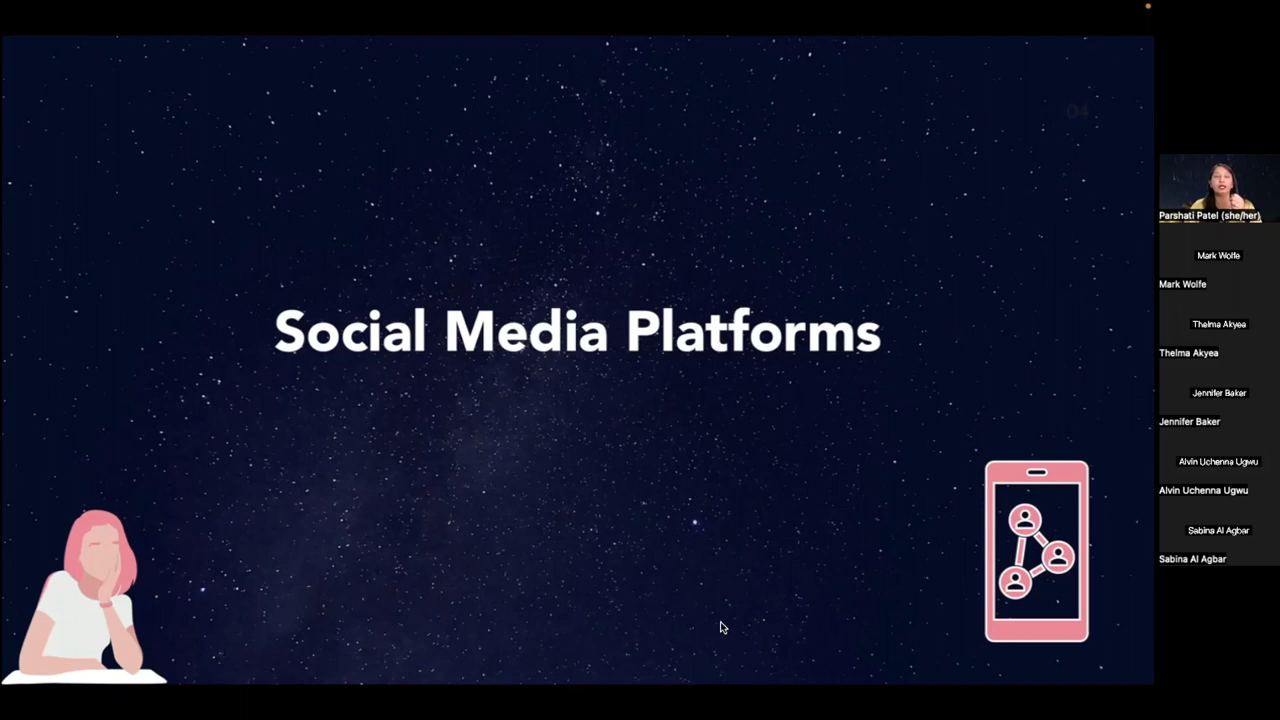 04
Social Media Platforms
Parshati Patel (she/her)
Mark Wolfe
Mark Wolfe
Thelma Akyea
Thelma Akyea
Jennifer Baker
Jennifer Baker
Alvin Uchenna Ugwu
Alvin Uchenna Ugwu
Sabina Al Agbar
Sabina Al Agbar